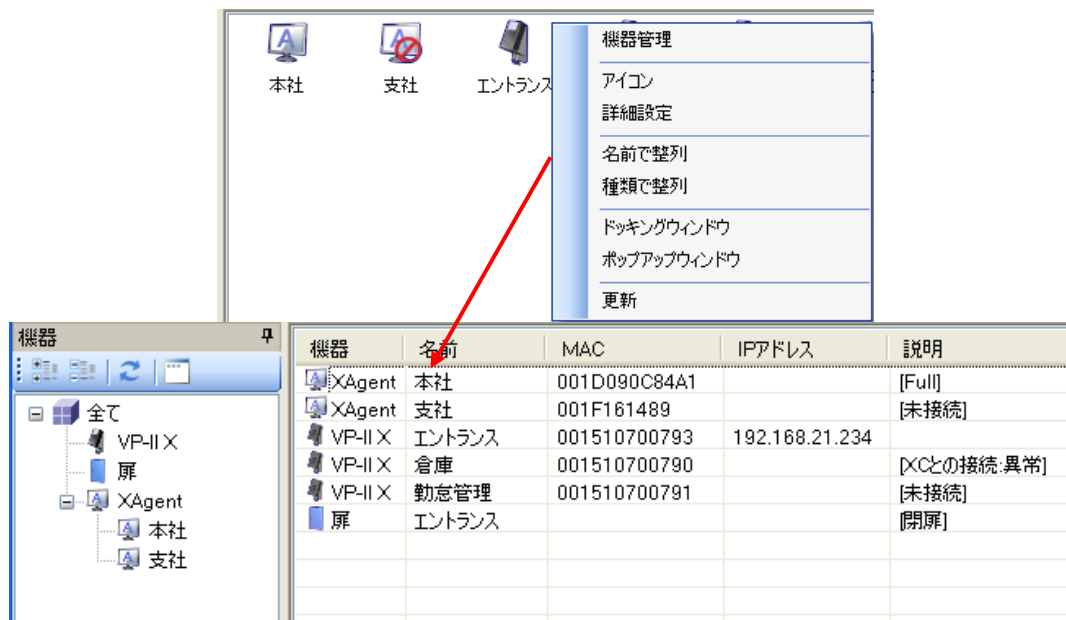 本社 支社 エントランス
機器管理
アイコン
詳細設定
名前で整列
種類で整列
ドッキングウィンドウ
ポップアップウィンドウ
更新
機器
全て
VP-II X
扉
XAgent
本社
支社
機器 名前 MAC IPアドレス 説明
XAgent 本社 001D090C84A1 [Full]
XAgent 支社 001F161489 [未接続]
VP-II X エントランス 001510700793 192.168.21.234
VP-II X 倉庫 001510700790 [XCとの接続:異常]
VP-II X 勤怠管理 001510700791 [未接続]
扉 エントランス [閉扉]